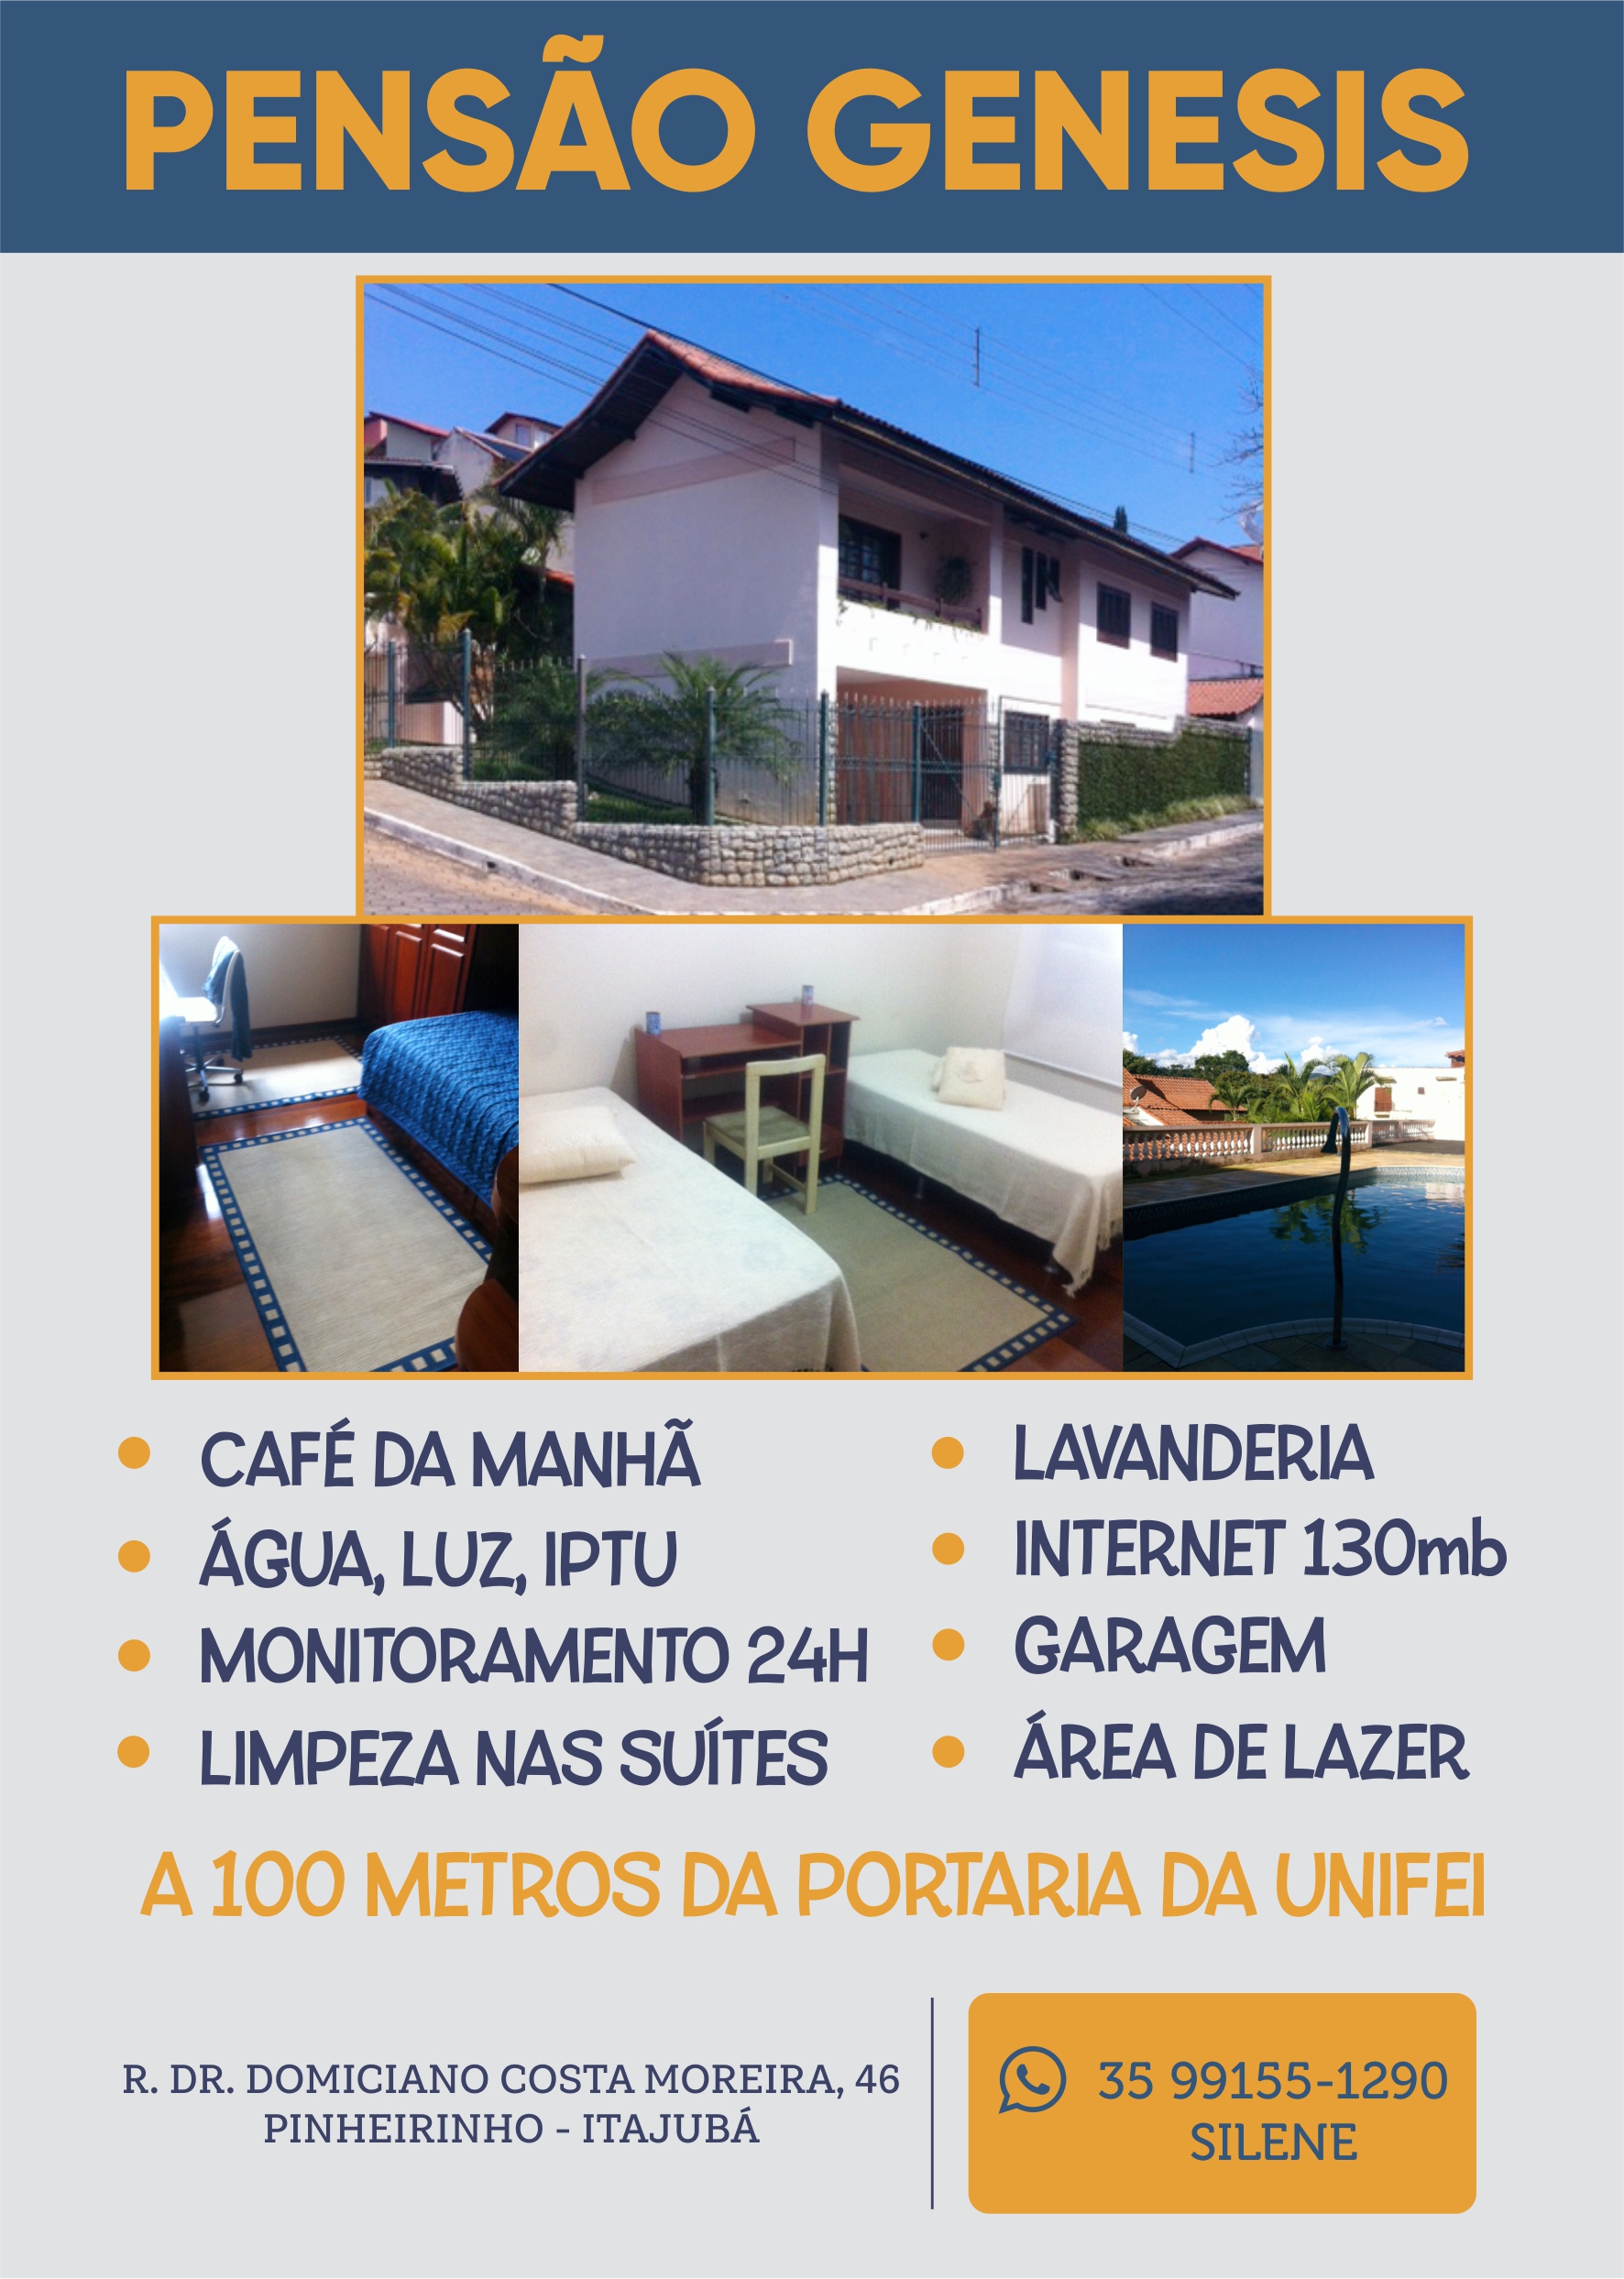 PENSÃO GENESIS
CAFÉ DA MANHÃ
ÁGUA, LUZ, IPTU
MONITORAMENTO 24H
LIMPEZA NAS SUÍTES
LAVANDERIA
INTERNET 130mb
GARAGEM
ÁREA DE LAZER
A 100 METROS DA PORTARIA DA UNIFEI
R. DR. DOMICIANO COSTA MOREIRA, 46
PINHEIRINHO - ITAJUBÁ
35 99155-1290
SILENE